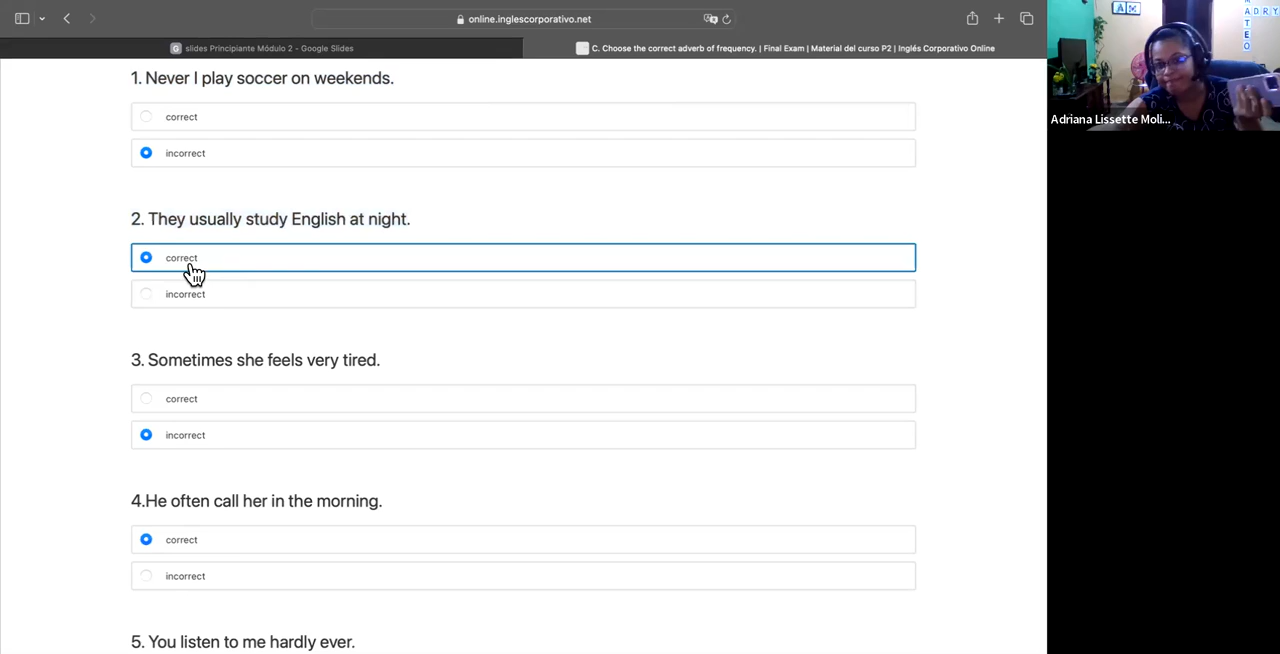 online.inglescorporativo.net
slides Principiante Módulo 2 - Google Slides
C. Choose the correct adverb of frequency. | Final Exam | Material del curso P2 | Inglés Corporativo Online
1. Never I play soccer on weekends.
correct
incorrect
2. They usually study English at night.
correct
incorrect
3. Sometimes she feels very tired.
correct
incorrect
4.He often call her in the morning.
correct
incorrect
5. You listen to me hardly ever.
Adriana Lissette Moli...
MATEO
ADRY